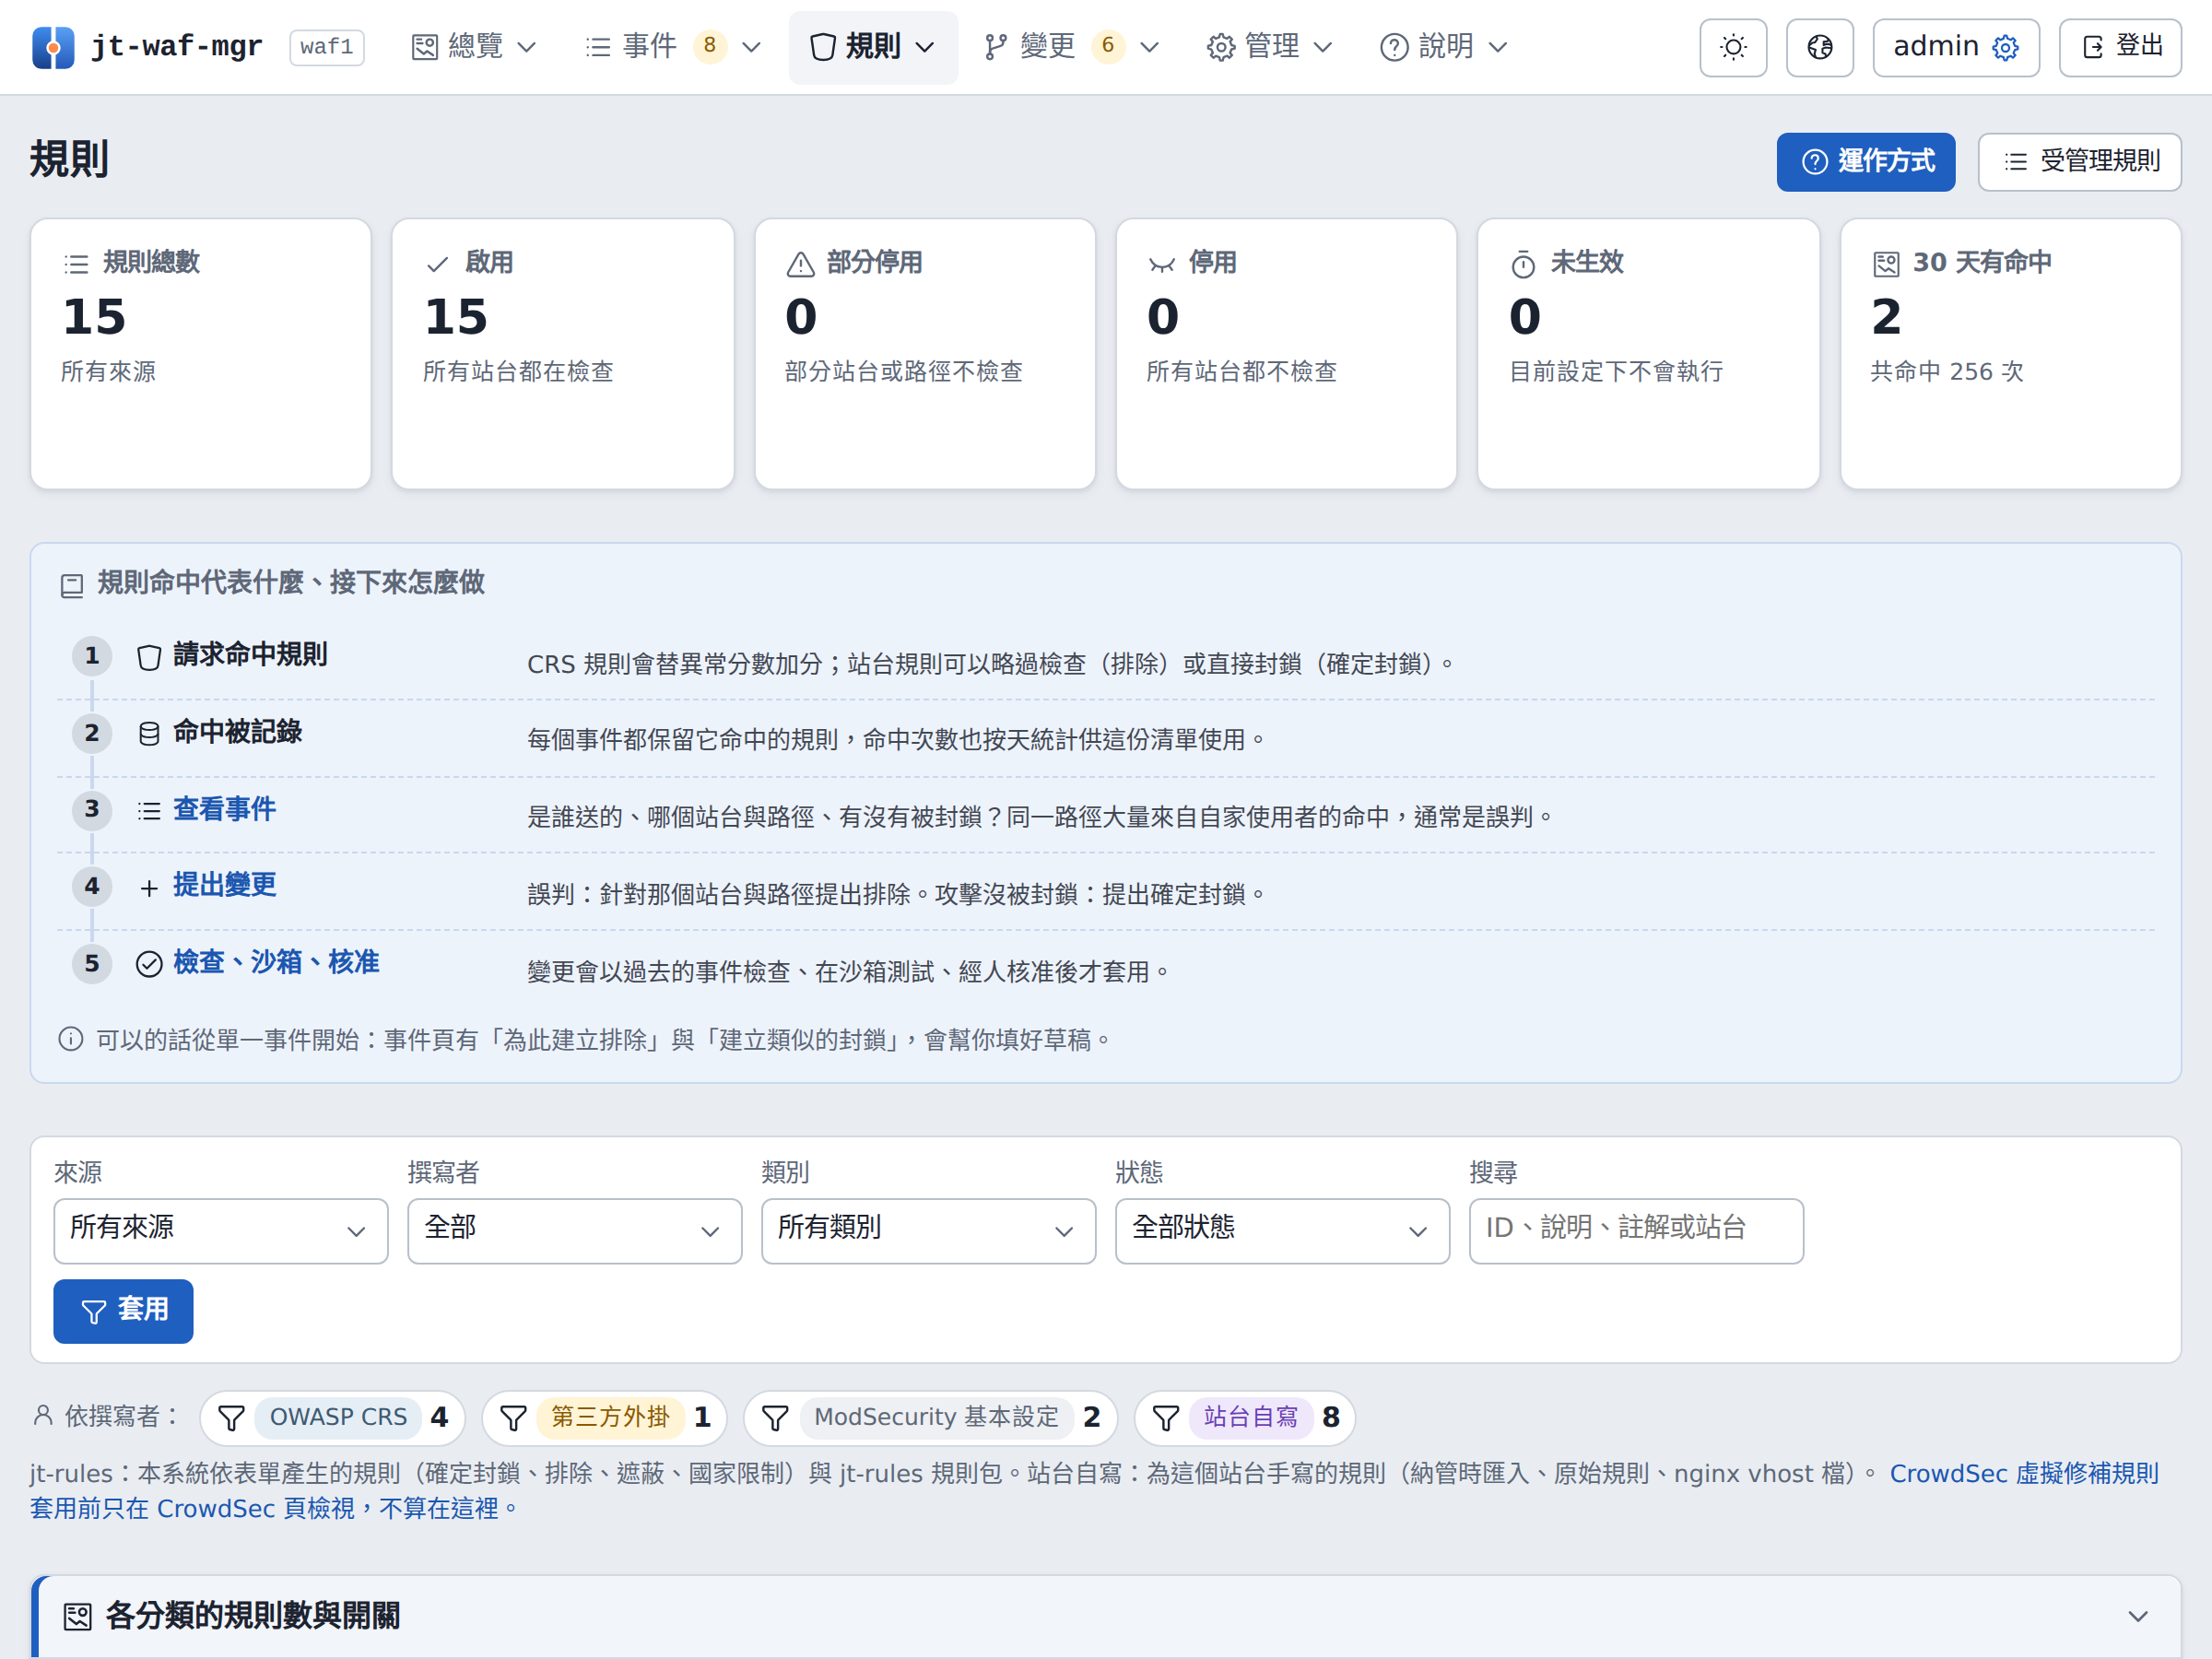 jt-waf-mgr waf1 總覽 事件 8 規則 變更 6 管理 說明 admin 登出
規則 運作方式 受管理規則
規則總數 啟用 部分停用 停用 未生效 30 天有命中
15 15 0 0 0 2
所有來源 所有站台都在檢查 部分站台或路徑不檢查 所有站台都不檢查 目前設定下不會執行 共命中 256 次
規則命中代表什麼、接下來怎麼做
1 請求命中規則 CRS 規則會替異常分數加分；站台規則可以略過檢查（排除）或直接封鎖（確定封鎖）。
2 命中被記錄 每個事件都保留它命中的規則，命中次數也按天統計供這份清單使用。
3 查看事件 是誰送的、哪個站台與路徑、有沒有被封鎖？同一路徑大量來自自家使用者的命中，通常是誤判。
4 提出變更 誤判：針對那個站台與路徑提出排除。攻擊沒被封鎖：提出確定封鎖。
5 檢查、沙箱、核准 變更會以過去的事件檢查、在沙箱測試、經人核准後才套用。
可以的話從單一事件開始：事件頁有「為此建立排除」與「建立類似的封鎖」，會幫你填好草稿。
來源 撰寫者 類別 狀態 搜尋
所有來源 全部 所有類別 全部狀態 ID、說明、註解或站台
套用
依撰寫者： OWASP CRS 4 第三方外掛 1 ModSecurity 基本設定 2 站台自寫 8
jt-rules：本系統依表單產生的規則（確定封鎖、排除、遮蔽、國家限制）與 jt-rules 規則包。站台自寫：為這個站台手寫的規則（納管時匯入、原始規則、nginx vhost 檔）。 CrowdSec 虛擬修補規則
套用前只在 CrowdSec 頁檢視，不算在這裡。
各分類的規則數與開關